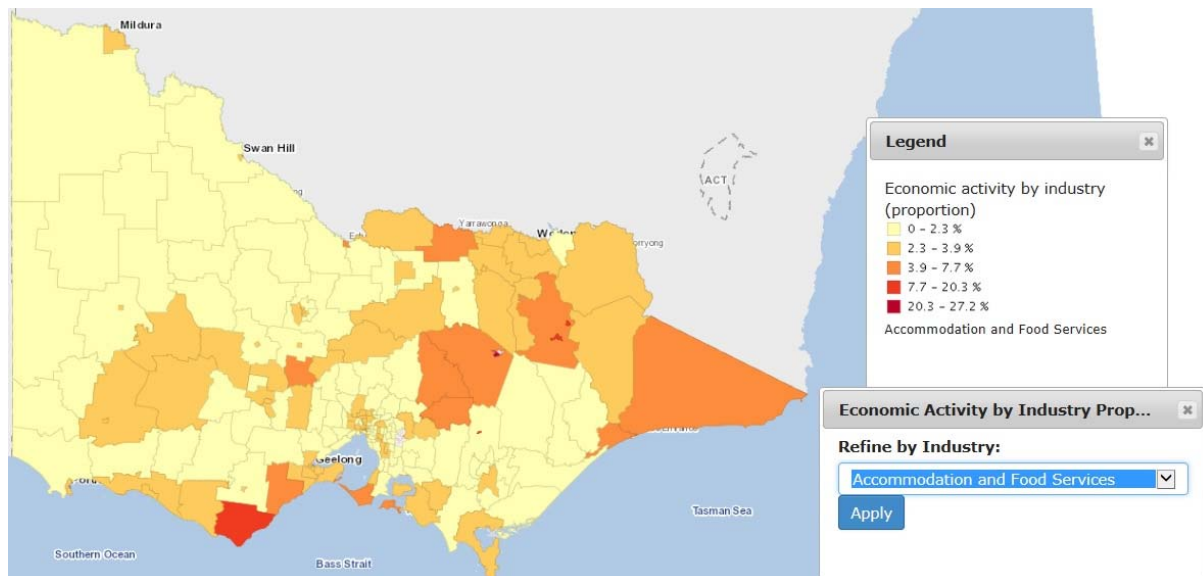 Mildura
Swan Hill
ACT
Yarrawonga
Geelong
Tasman Sea
Southern Ocean
Bass Strait
Legend
Economic activity by industry
(proportion)
0 – 2.3 %
2.3 – 3.9 %
3.9 – 7.7 %
7.7 – 20.3 %
20.3 – 27.2 %
Accommodation and Food Services
Economic Activity by Industry Prop...
Refine by Industry:
Accommodation and Food Services
Apply